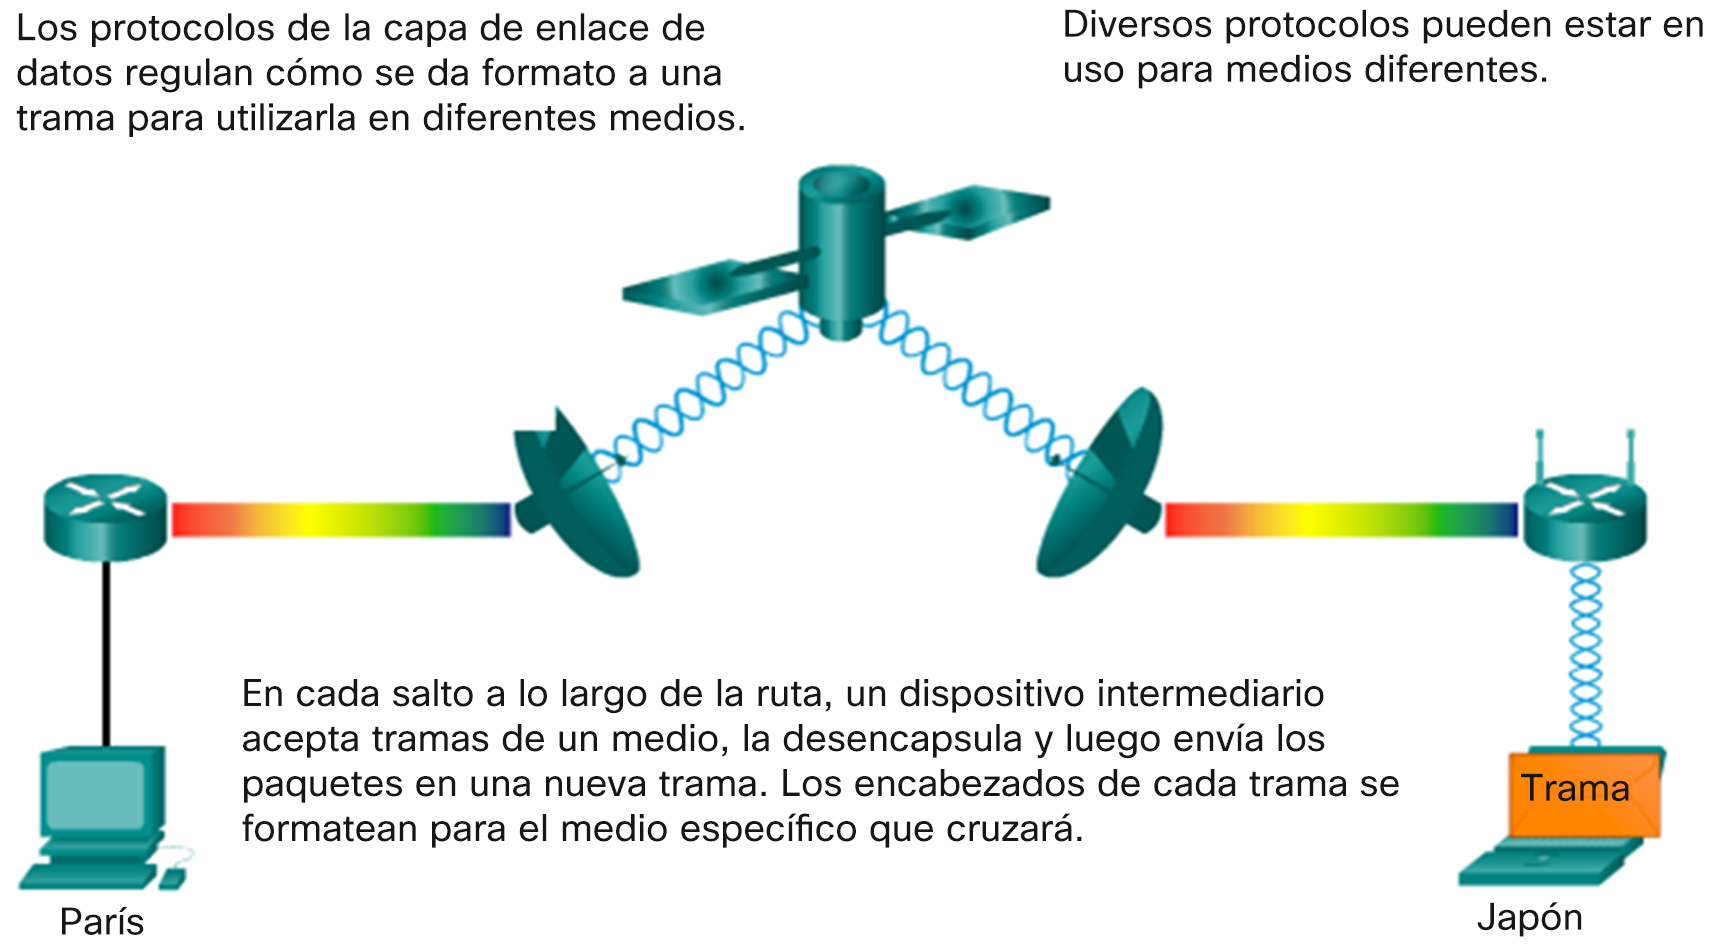 Los protocolos de la capa de enlace de
datos regulan cómo se da formato a una
trama para utilizarla en diferentes medios.
Diversos protocolos pueden estar en
uso para medios diferentes.
En cada salto a lo largo de la ruta, un dispositivo intermediario
acepta tramas de un medio, la desencapsula y luego envía los
paquetes en una nueva trama. Los encabezados de cada trama se
formatean para el medio específico que cruzará.
Trama
París
Japón